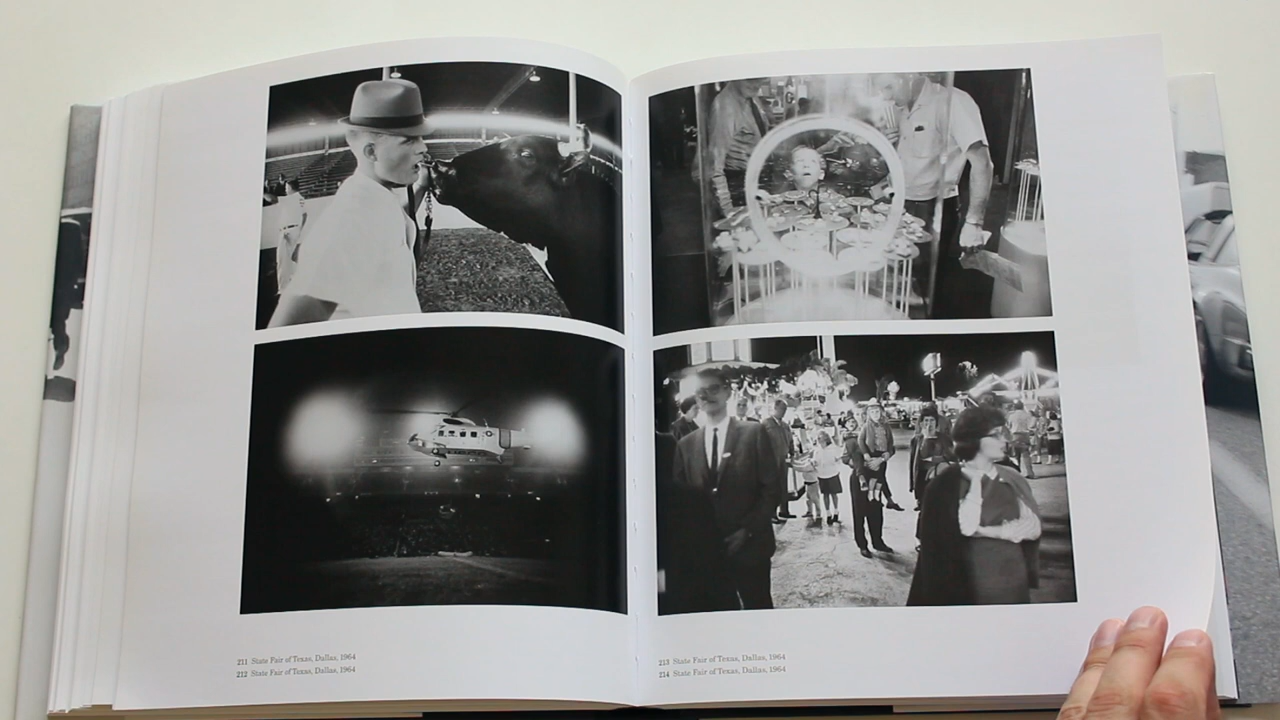 211 State Fair of Texas, Dallas, 1964
212 State Fair of Texas, Dallas, 1964
213 State Fair of Texas, Dallas, 1964
214 State Fair of Texas, Dallas, 1964